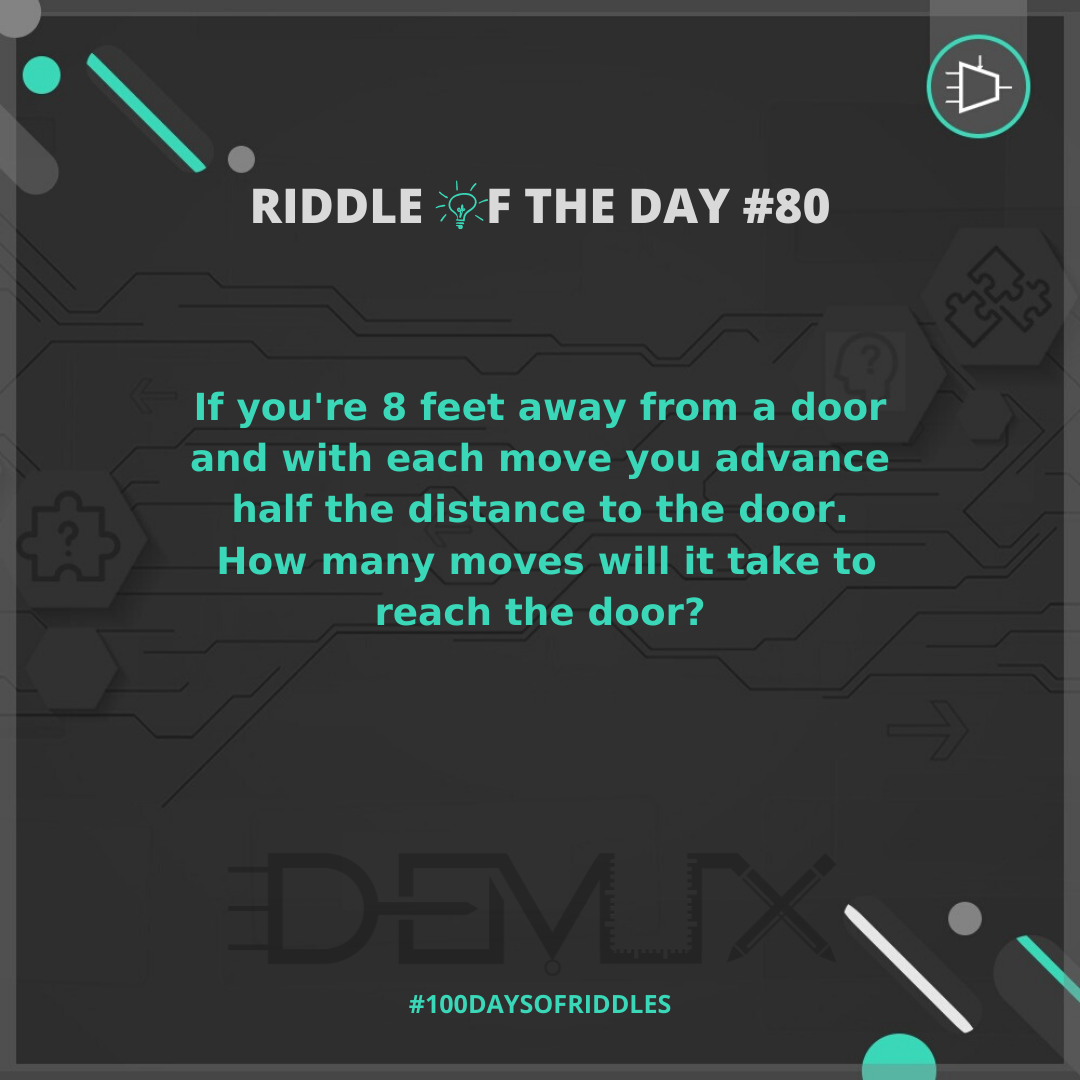 RIDDLE OF THE DAY #80
If you're 8 feet away from a door
and with each move you advance
half the distance to the door.
How many moves will it take to
reach the door?
DEMUX
#100DAYSOFRIDDLES